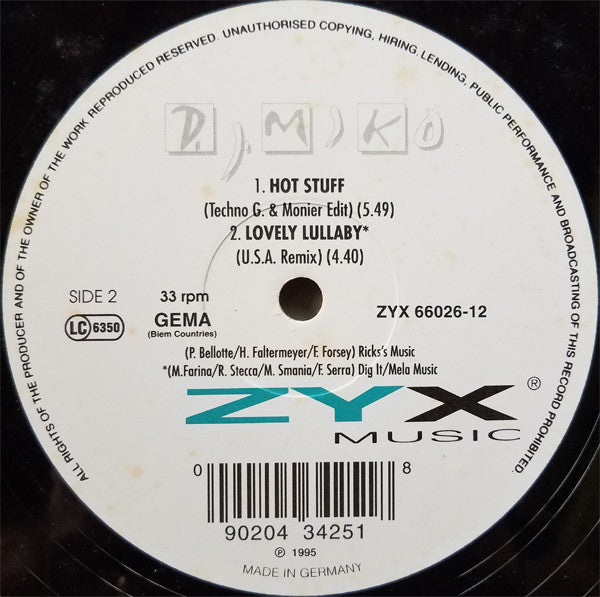 ALL RIGHTS OF THE PRODUCER AND OF THE OWNER OF THE WORK REPRODUCED RESERVED. UNAUTHORISED COPYING, HIRING, LENDING, PUBLIC PERFORMANCE AND BROADCASTING OF THIS RECORD PROHIBITED.
D.J. MIKO
1. HOT STUFF
(Techno G. & Monier Edit) (5.49)
2. LOVELY LULLABY*
(U.S.A. Remix) (4.40)
SIDE 2 33 rpm ZYX 66026-12
LC 6350 GEMA
(Biem Countries)
(P. Bellotte/H. Faltermeyer/F. Forsey) Ricks's Music
*(M.Farina/R. Stecca/M. Smania/F. Serra) Dig It/Mela Music
ZYX ®
MUSIC
0 8
90204 34251
℗ 1995
MADE IN GERMANY